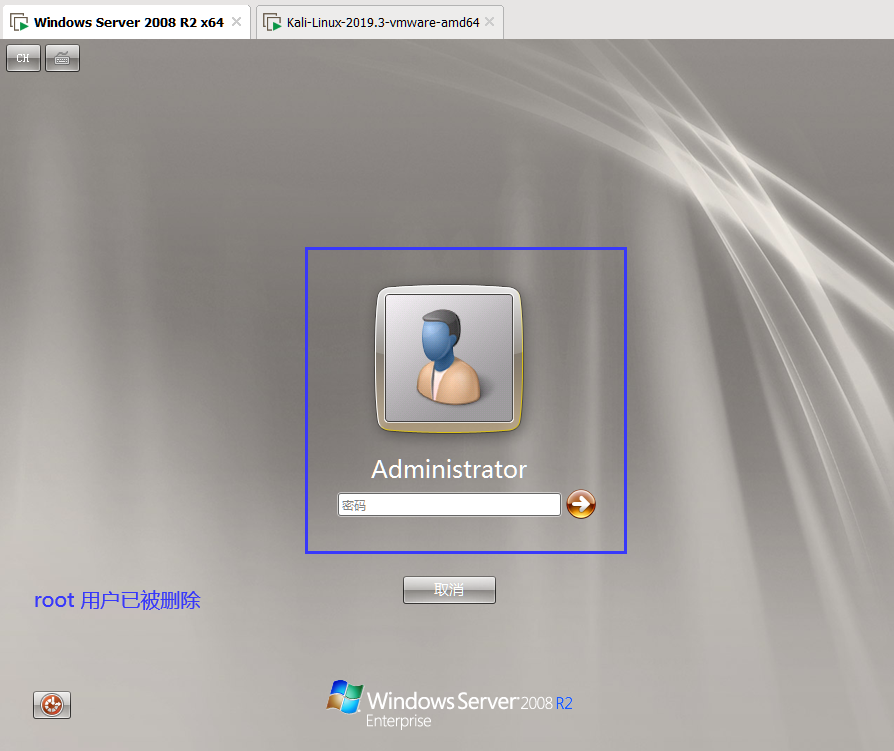 Windows Server 2008 R2 x64
Kali-Linux-2019.3-vmware-amd64
CH
Administrator
密码
取消
root 用户已被删除
Windows Server 2008 R2
Enterprise